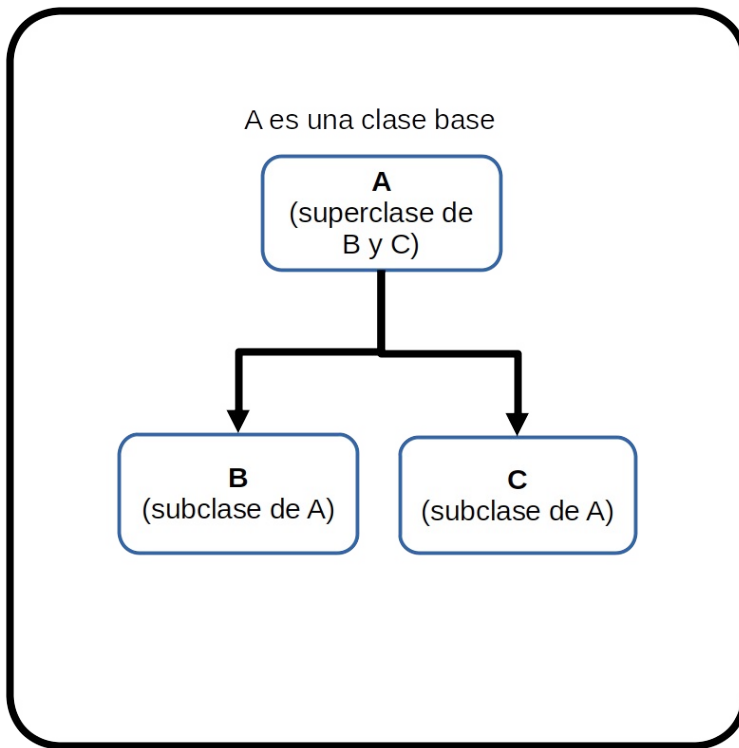 A es una clase base
A
(superclase de
B y C)
B
(subclase de A)
C
(subclase de A)